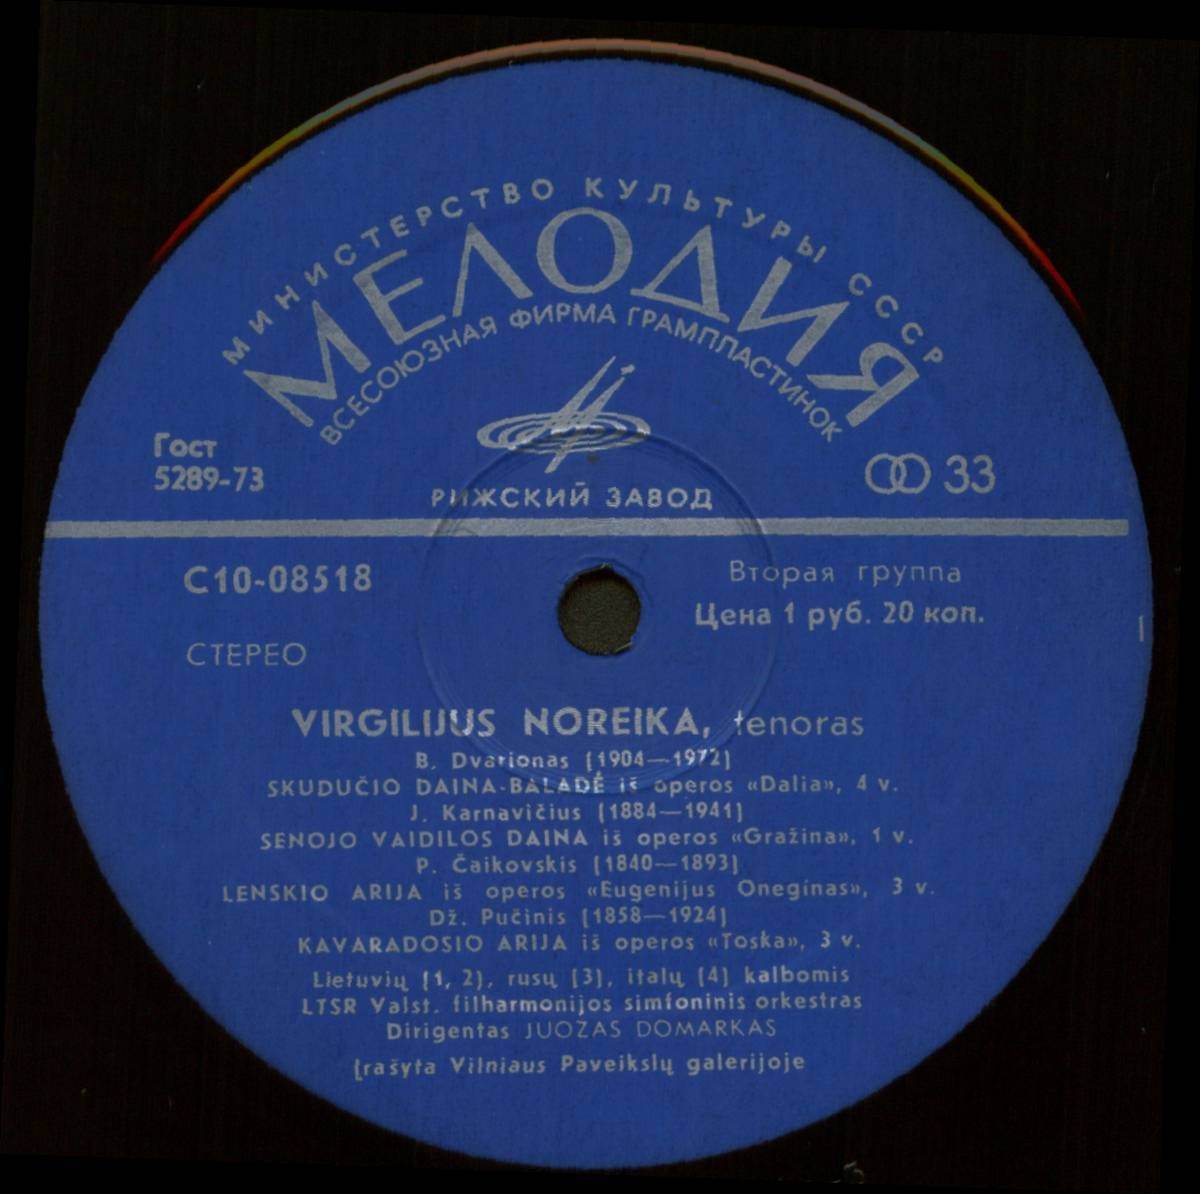 МИНИСТЕРСТВО КУЛЬТУРЫ СССР
МЕЛОДИЯ
ВСЕСОЮЗНАЯ ФИРМА ГРАМПЛАСТИНОК
Гост
5289-73
33
РИЖСКИЙ ЗАВОД
С10-08518
Вторая группа
Цена 1 руб. 20 коп.
СТЕРЕО
VIRGILIJUS NOREIKA, tenoras
B. Dvarionas (1904—1972)
SKUDUČIO DAINA-BALADĖ iš operos «Dalia», 4 v.
J. Karnavičius (1884—1941)
SENOJO VAIDILOS DAINA iš operos «Gražina», 1 v.
P. Čaikovskis (1840—1893)
LENSKIO ARIJA iš operos «Eugenijus Oneginas», 3 v.
Dž. Pučinis (1858—1924)
KAVARADOSIO ARIJA iš operos «Toska», 3 v.
Lietuvių (1, 2), rusų (3), italų (4) kalbomis
LTSR Valst. filharmonijos simfoninis orkestras
Dirigentas JUOZAS DOMARKAS
Įrašyta Vilniaus Paveikslų galerijoje